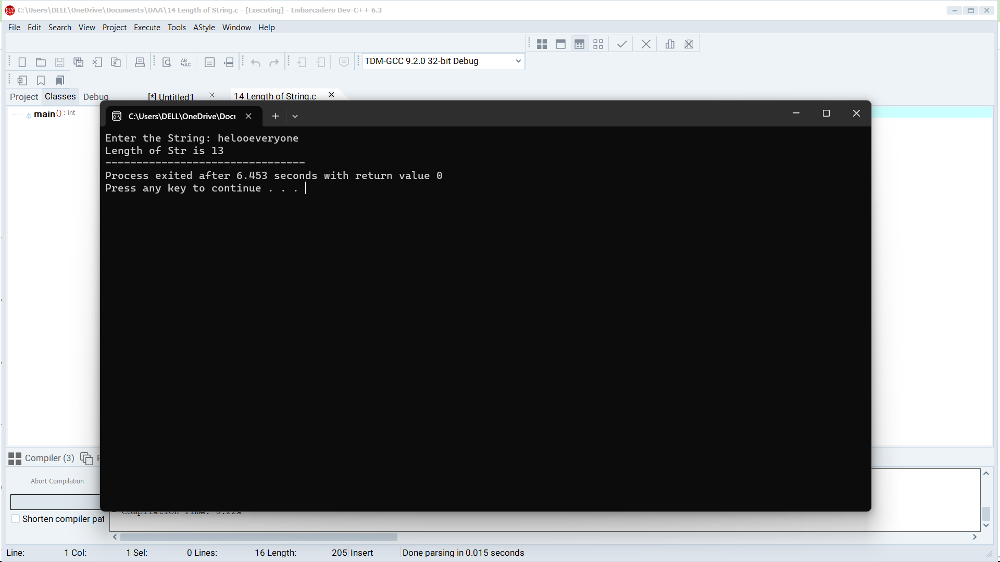 C:\Users\DELL\OneDrive\Documents\DAA\14 Length of String.c - [Executing] - Embarcadero Dev-C++ 6.3
File Edit Search View Project Execute Tools AStyle Window Help
TDM-GCC 9.2.0 32-bit Debug
Project Classes Debug [*] Untitled1 14 Length of String.c
main() : int
C:\Users\DELL\OneDrive\Docu
Enter the String: helooeveryone
Length of Str is 13
--------------------------------
Process exited after 6.453 seconds with return value 0
Press any key to continue . . .
Compiler (3)
Abort Compilation
- Compilation Time: 0.22s
Shorten compiler pat
Line: 1 Col: 1 Sel: 0 Lines: 16 Length: 205 Insert Done parsing in 0.015 seconds